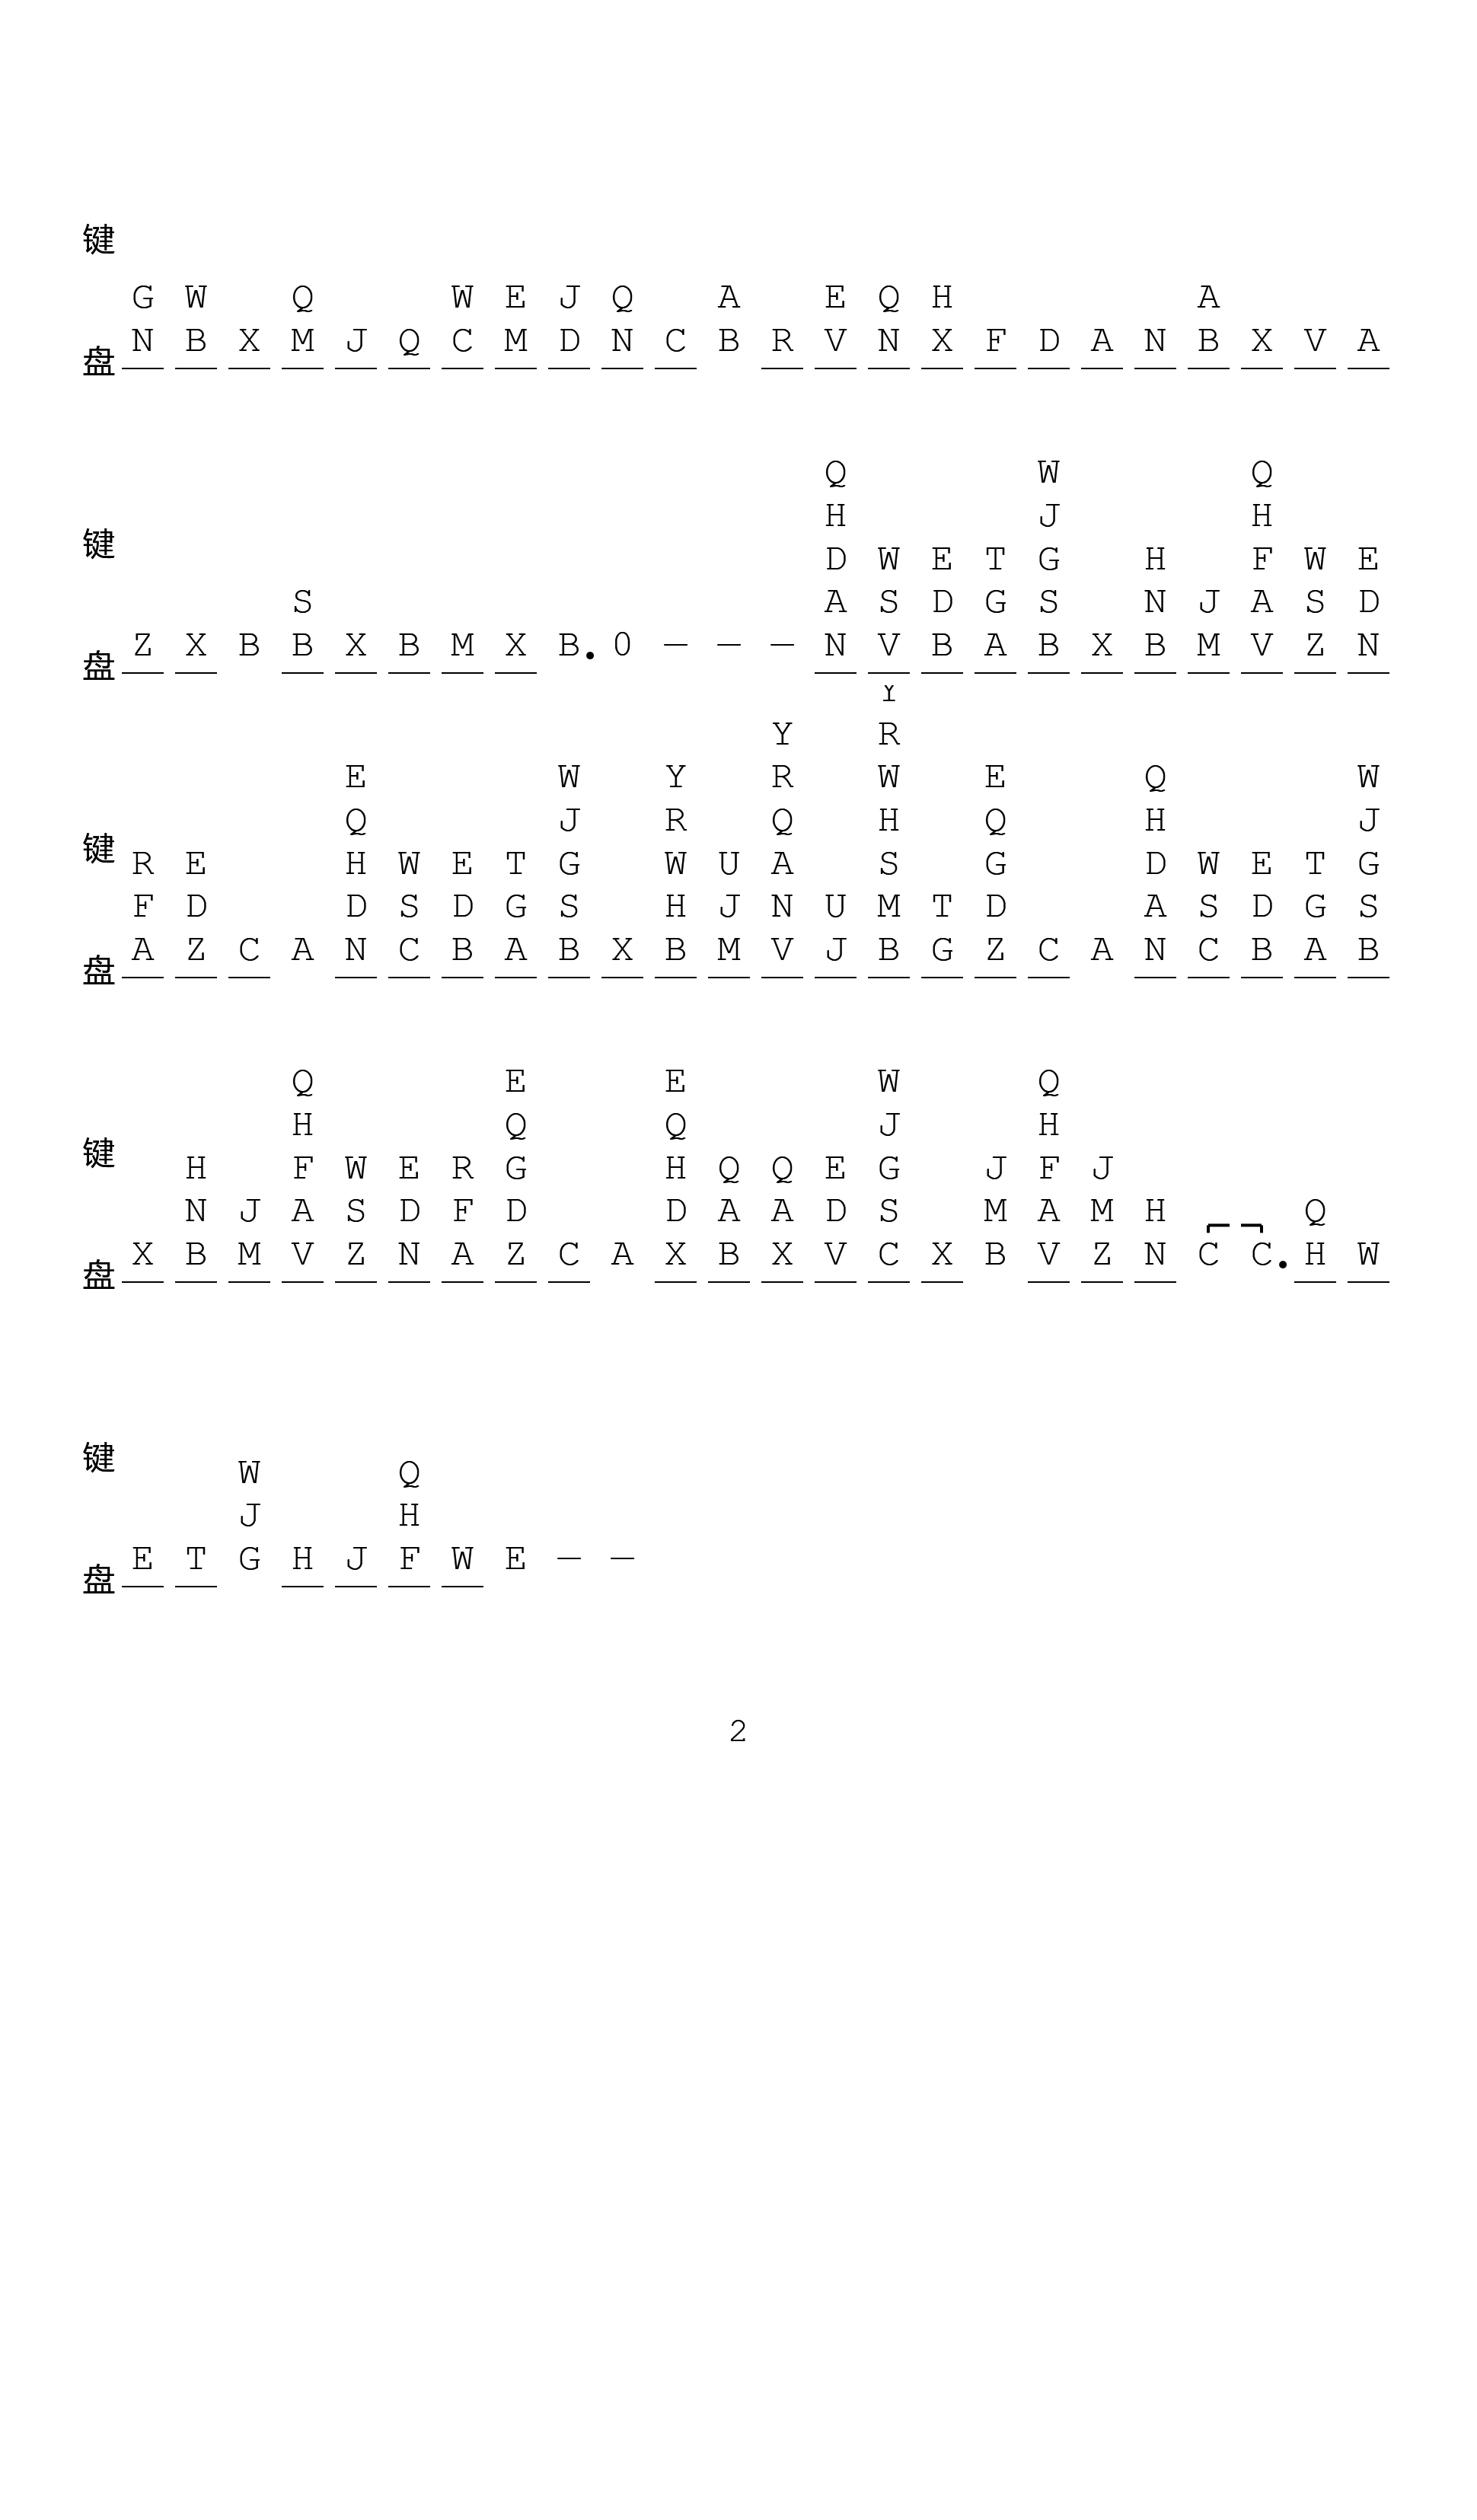 键
G W Q W E J Q A E Q H A
盘 N B X M J Q C M D N C B R V N X F D A N B X V A
Q W Q
H J H
键 D W E T G H F W E
S A S D G S N J A S D
盘 Z X B B X B M X B. 0 — — — N V B A B X B M V Z N
Y
Y R
E W Y R W E Q W
Q J R Q H Q H J
键 R E H W E T G W U A S G D W E T G
F D D S D G S H J N U M T D A S D G S
盘 A Z C A N C B A B X B M V J B G Z C A N C B A B
Q E E W Q
H Q Q J H
键 H F W E R G H Q Q E G J F J
N J A S D F D D A A D S M A M H Q
盘 X B M V Z N A Z C A X B X V C X B V Z N C C. H W
键
W Q
J H
盘 E T G H J F W E — —
2